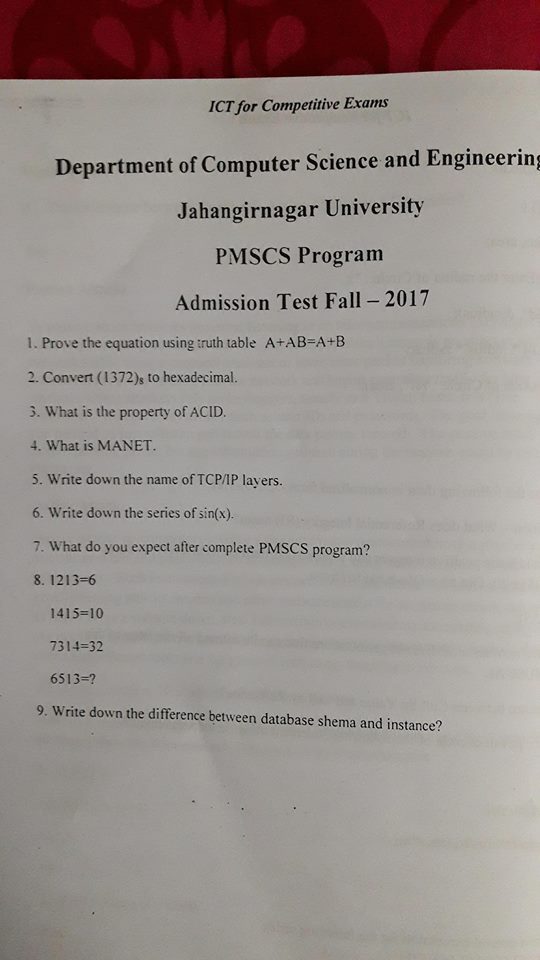 ICT for Competitive Exams
Department of Computer Science and Engineering
Jahangirnagar University
PMSCS Program
Admission Test Fall – 2017
1. Prove the equation using truth table A+AB=A+B
2. Convert (1372)₈ to hexadecimal.
3. What is the property of ACID.
4. What is MANET.
5. Write down the name of TCP/IP layers.
6. Write down the series of sin(x).
7. What do you expect after complete PMSCS program?
8. 1213=6
1415=10
7314=32
6513=?
9. Write down the difference between database shema and instance?